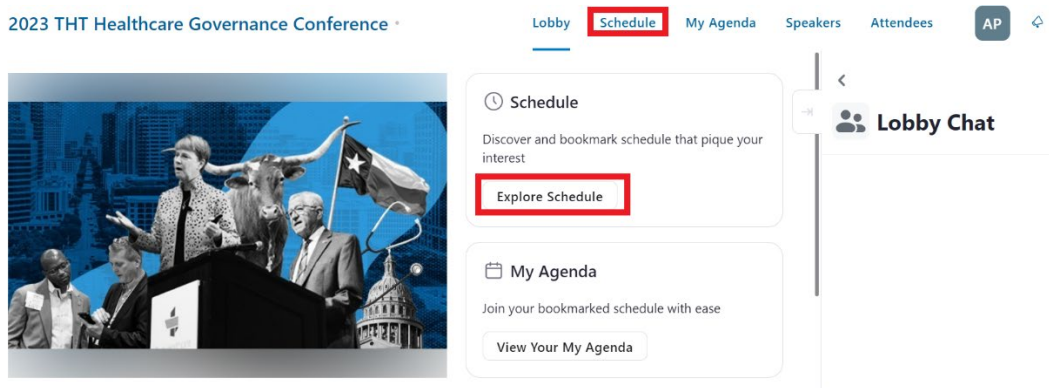 2023 THT Healthcare Governance Conference
Lobby
Schedule
My Agenda
Speakers
Attendees
AP
Schedule
Discover and bookmark schedule that pique your
interest
Explore Schedule
My Agenda
Join your bookmarked schedule with ease
View Your My Agenda
Lobby Chat